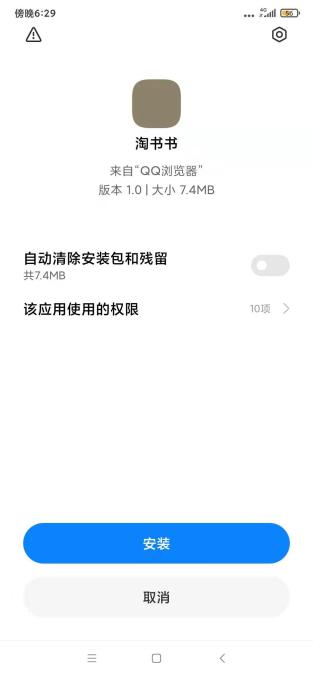 傍晚6:29
4G
56
淘书书
来自“QQ浏览器”
版本 1.0 | 大小 7.4MB
自动清除安装包和残留
共7.4MB
该应用使用的权限 10项
安装
取消